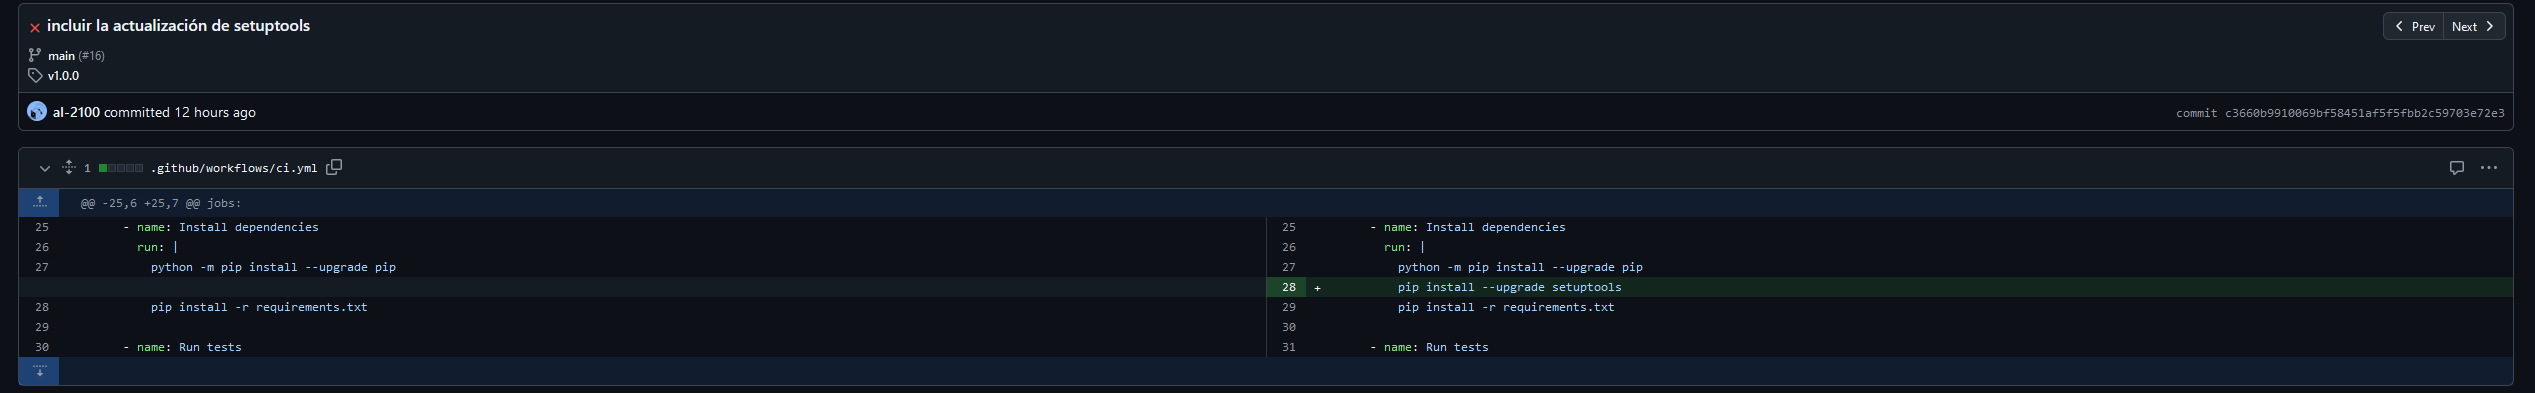 incluir la actualización de setuptools
Prev Next
main (#16)
v1.0.0
al-2100 committed 12 hours ago
commit c3660b9910069bf58451af5f5fbb2c59703e72e3
1 .github/workflows/ci.yml
@@ -25,6 +25,7 @@ jobs:
25 - name: Install dependencies
26 run: |
27 python -m pip install --upgrade pip
28 pip install -r requirements.txt
29
30 - name: Run tests
25 - name: Install dependencies
26 run: |
27 python -m pip install --upgrade pip
28 + pip install --upgrade setuptools
29 pip install -r requirements.txt
30
31 - name: Run tests